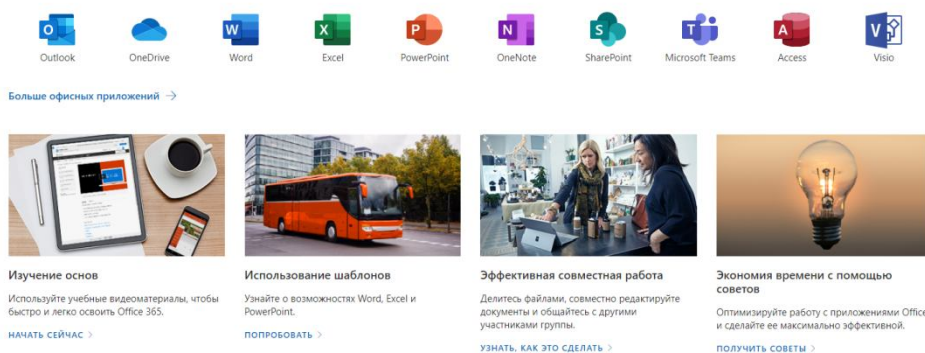 Outlook
OneDrive
Word
Excel
PowerPoint
OneNote
SharePoint
Microsoft Teams
Access
Visio
Больше офисных приложений
Изучение основ
Используйте учебные видеоматериалы, чтобы
быстро и легко освоить Office 365.
НАЧАТЬ СЕЙЧАС
Использование шаблонов
Узнайте о возможностях Word, Excel и
PowerPoint.
ПОПРОБОВАТЬ
Эффективная совместная работа
Делитесь файлами, совместно редактируйте
документы и общайтесь с другими
участниками группы.
УЗНАТЬ, КАК ЭТО СДЕЛАТЬ
Экономия времени с помощью
советов
Оптимизируйте работу с приложениями Office
и сделайте ее максимально эффективной.
ПОЛУЧИТЬ СОВЕТЫ